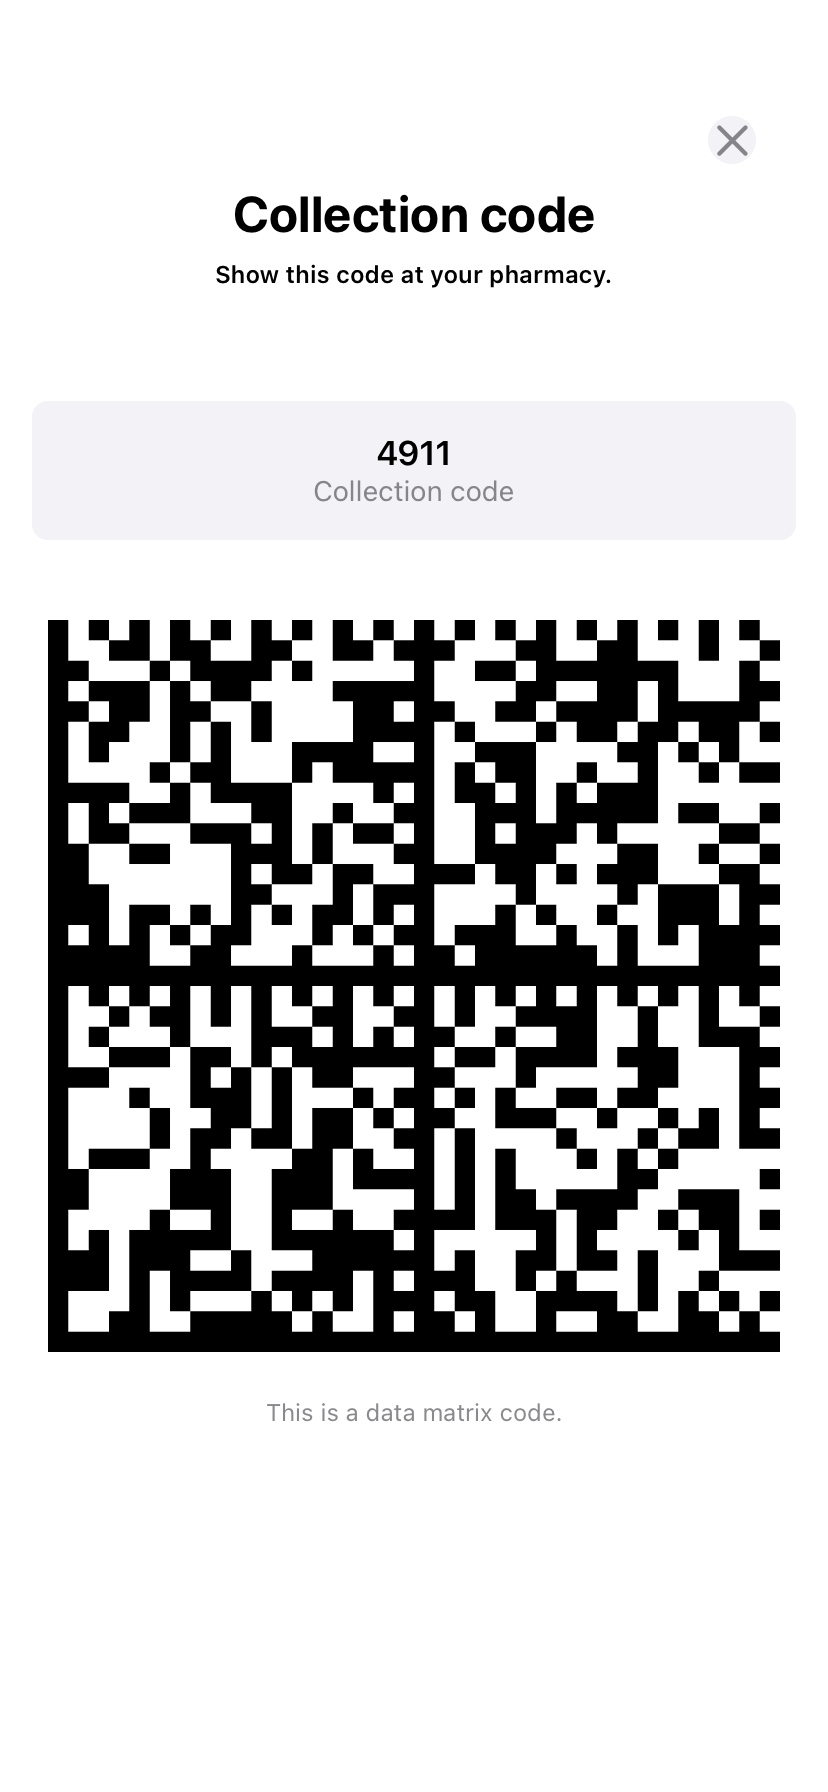 Collection code
Show this code at your pharmacy.
4911
Collection code
This is a data matrix code.